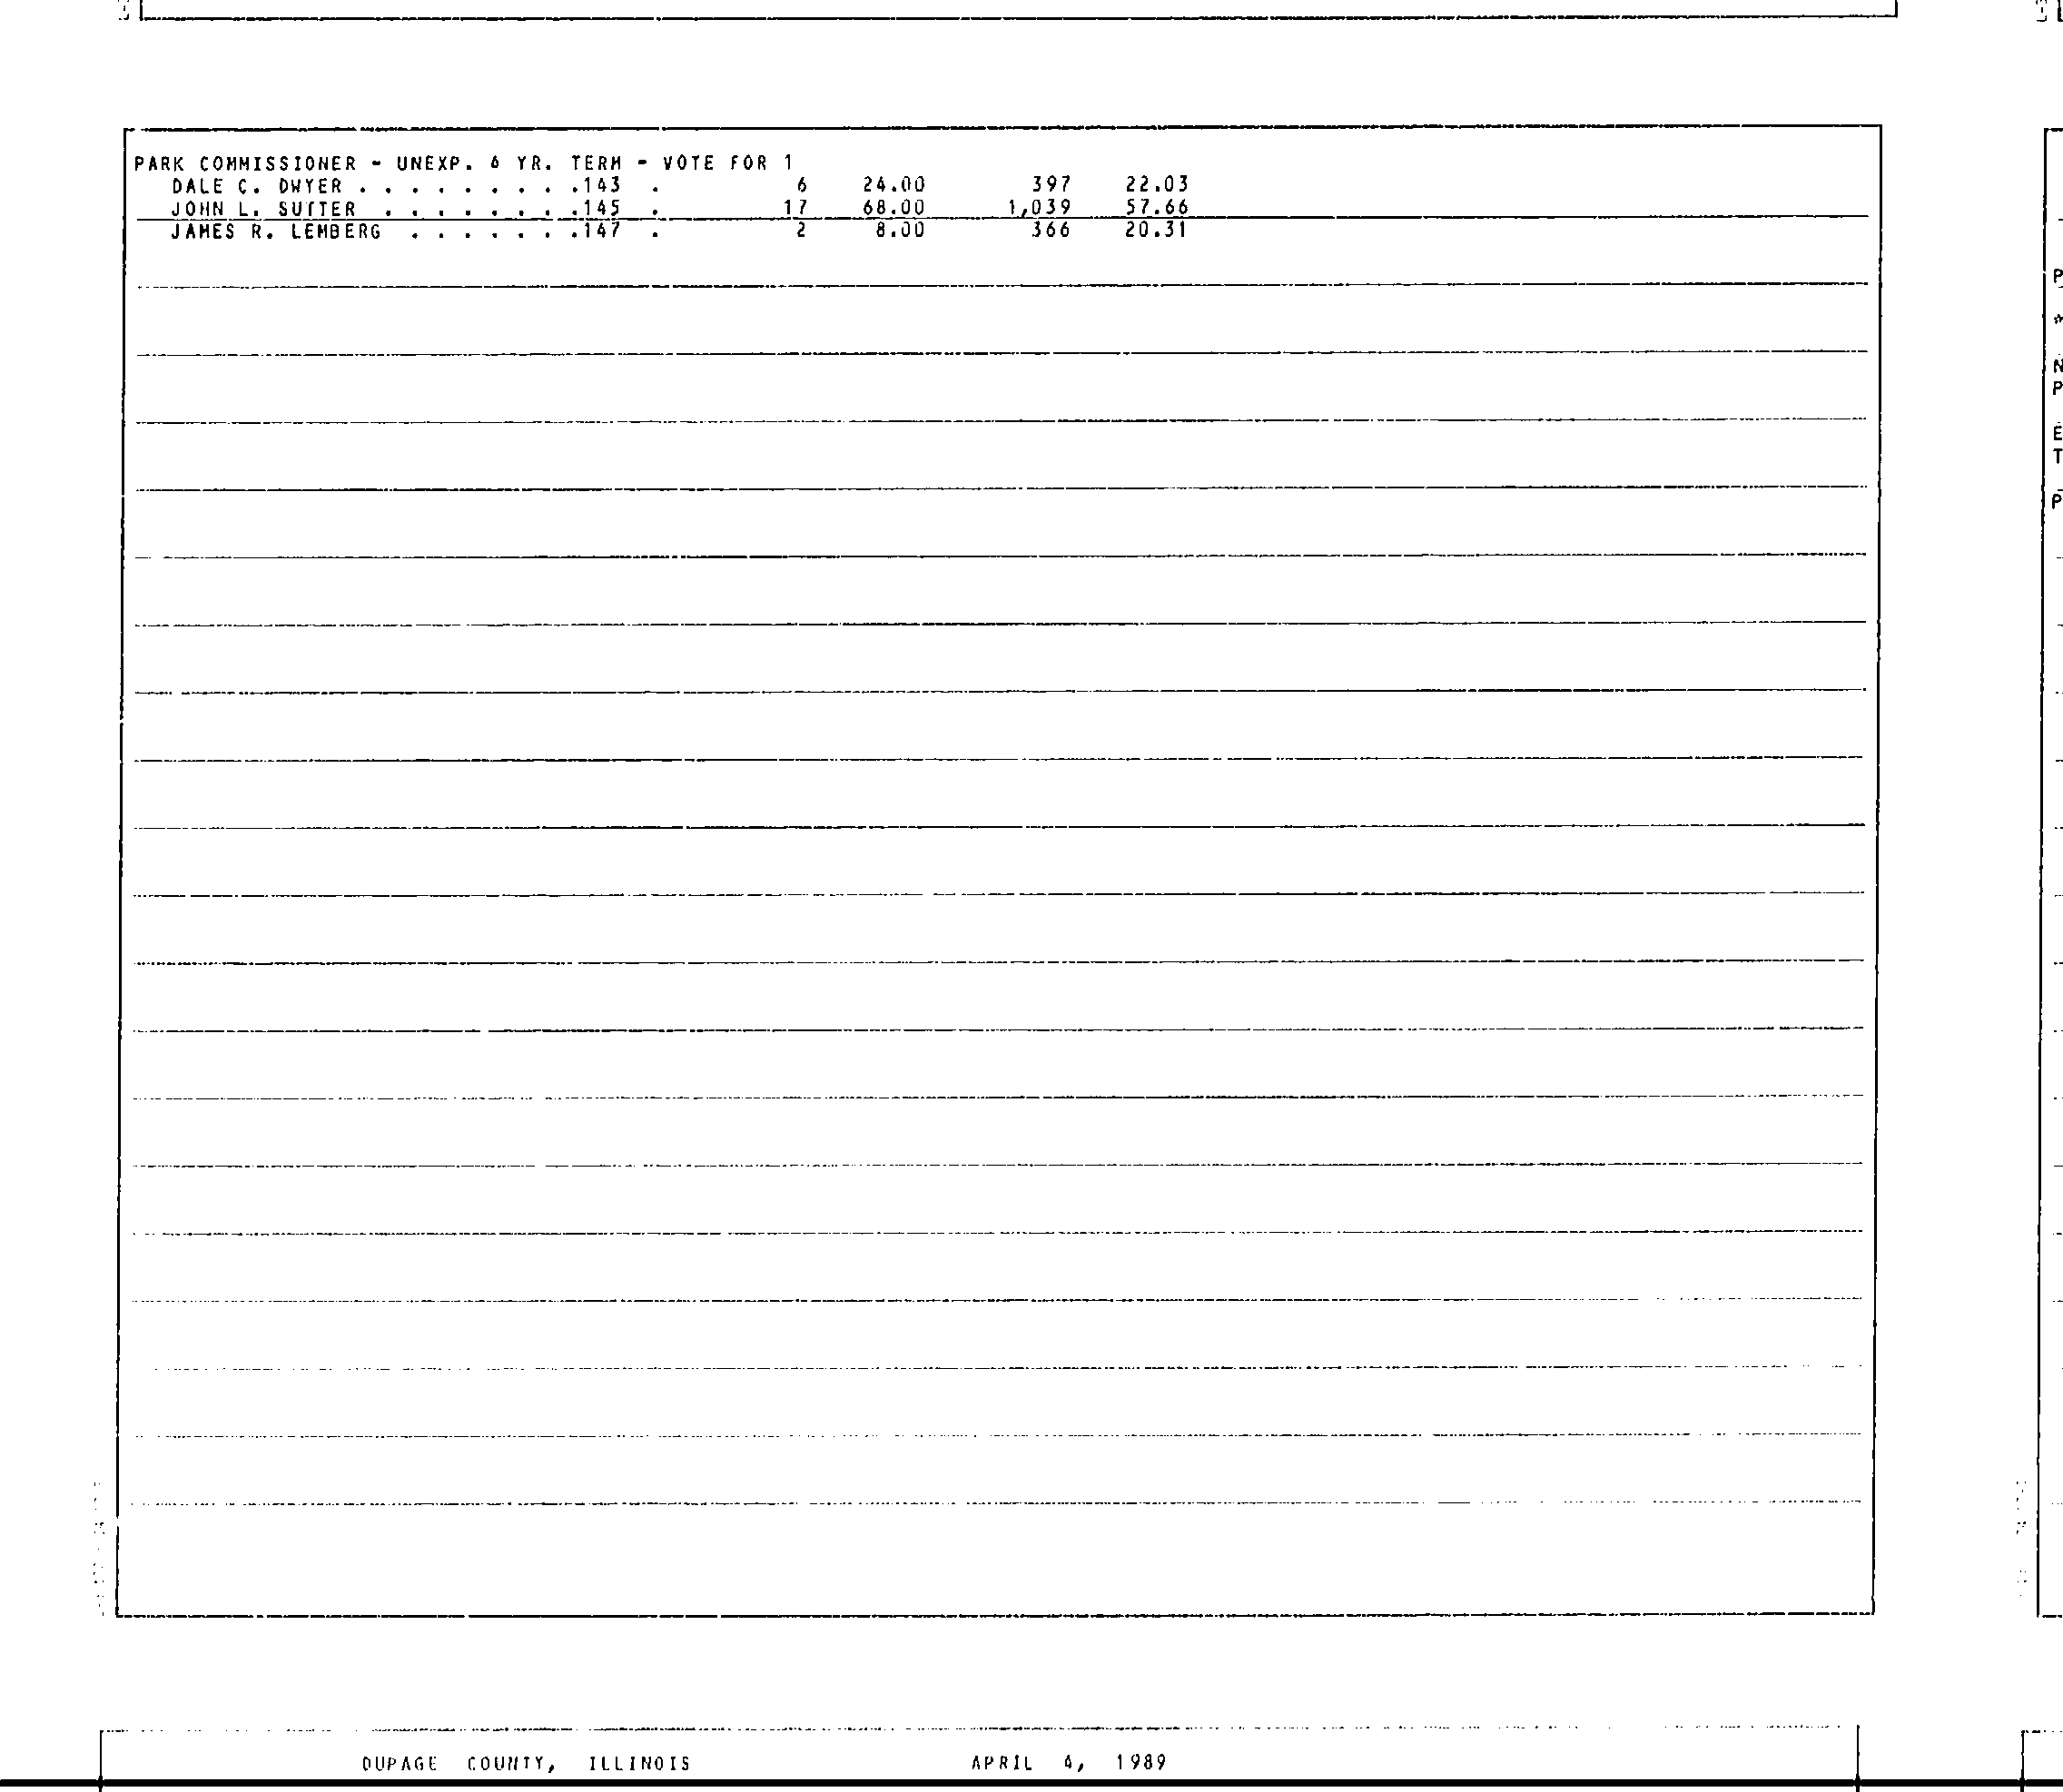 PARK COMMISSIONER - UNEXP. 4 YR. TERM - VOTE FOR 1
DALE C. DWYER . . . . . . . . .143 . 6 24.00 397 22.03
JOHN L. SUTTER . . . . . . . .145 . 17 68.00 1,039 57.66
JAMES R. LEMBERG . . . . . . .147 . 2 8.00 366 20.31
DUPAGE COUNTY, ILLINOIS APRIL 4, 1989